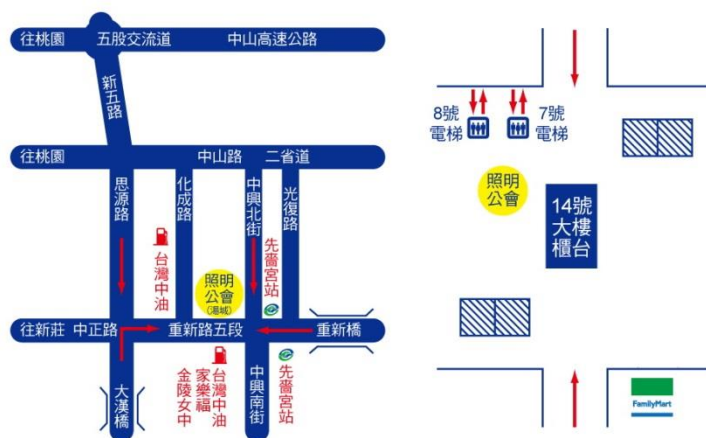 往桃園 五股交流道 中山高速公路
新五路
往桃園 中山路 二省道
思源路
化成路
中興北街
光復路
台灣中油
照明
公會
(湯城)
先嗇宮站
往新莊 中正路 重新路五段 重新橋
大漢橋
台灣中油
家樂福
金陵女中
中興南街
先嗇宮站
8號
電梯
7號
電梯
照明
公會
14號
大樓
櫃台
FamilyMart